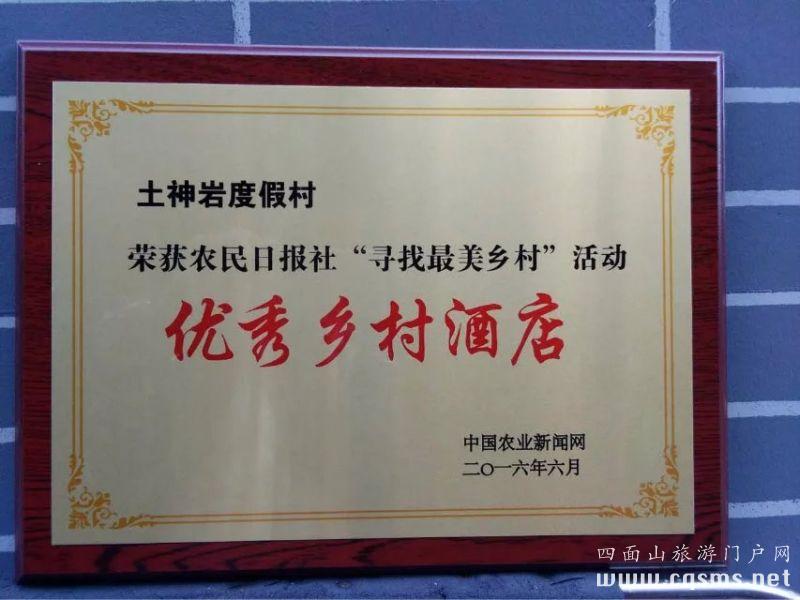 土神岩度假村
荣获农民日报社“寻找最美乡村”活动
优秀乡村酒店
中国农业新闻网
二〇一六年六月
四面山旅游门户网
www.cqsms.net